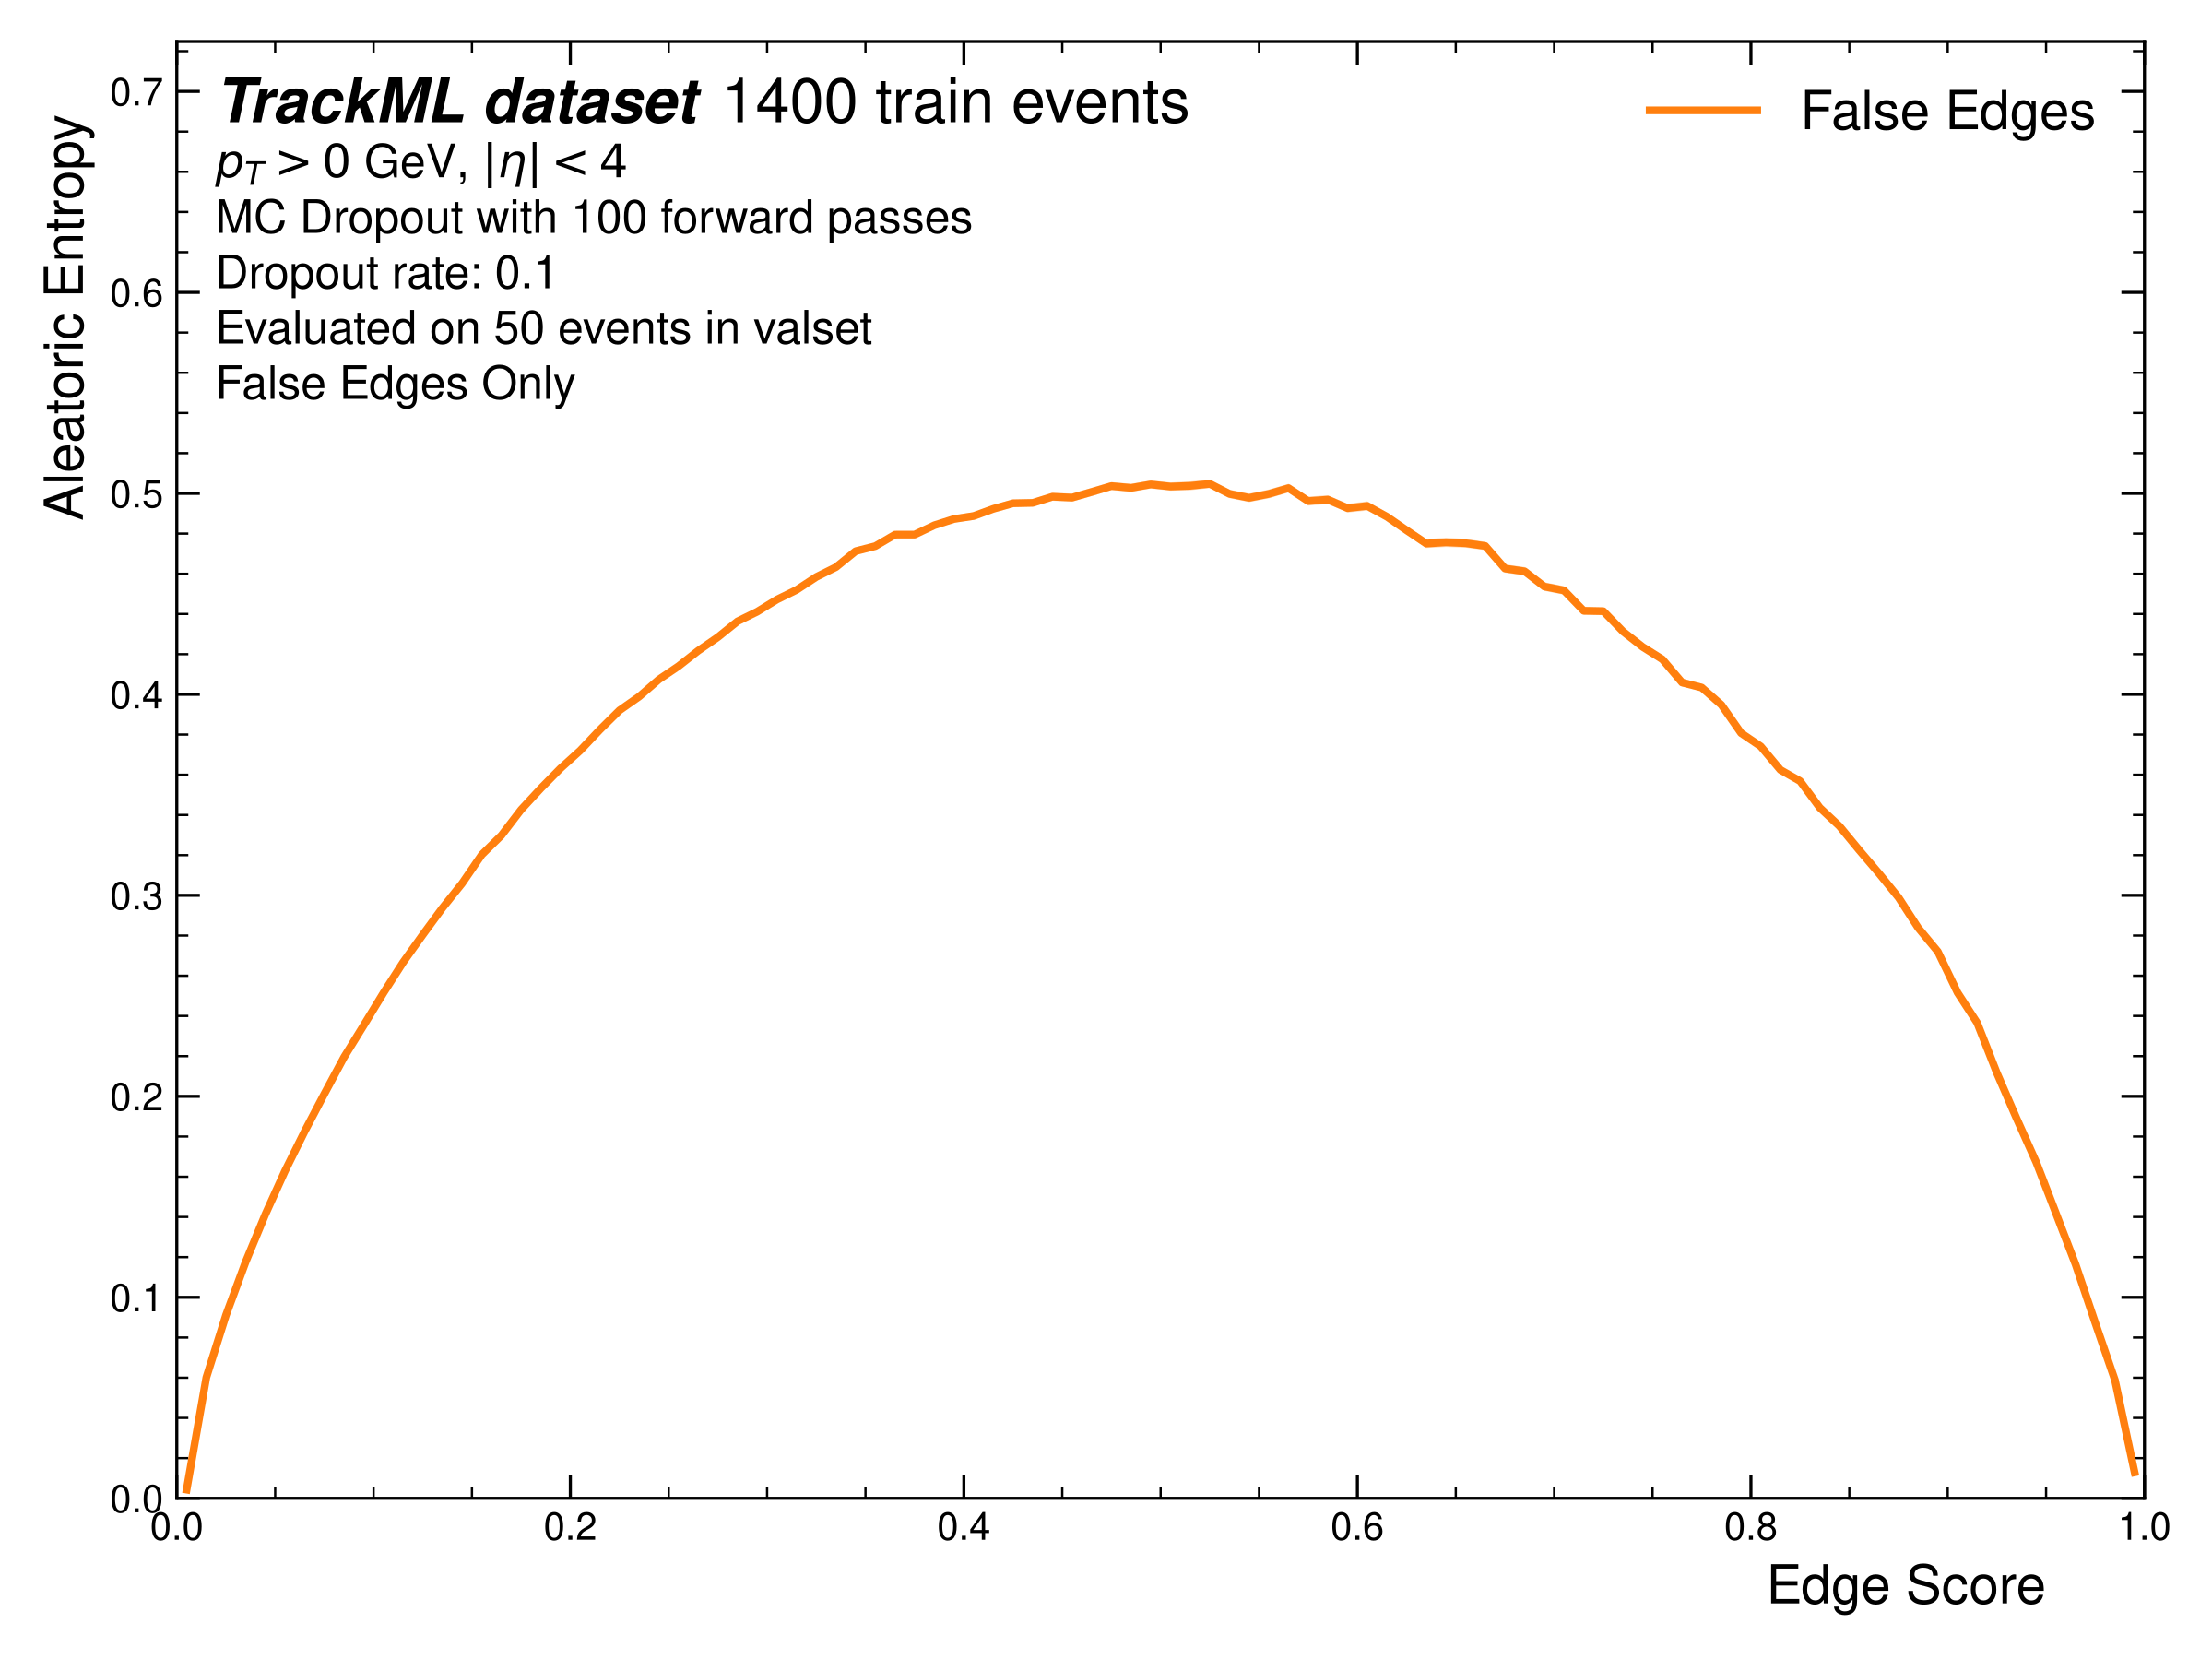 TrackML dataset 1400 train events
p_T > 0 GeV, |η| < 4
MC Dropout with 100 forward passes
Dropout rate: 0.1
Evaluated on 50 events in valset
False Edges Only
False Edges
Aleatoric Entropy
0.7
0.6
0.5
0.4
0.3
0.2
0.1
0.0
0.0 0.2 0.4 0.6 0.8 1.0
Edge Score